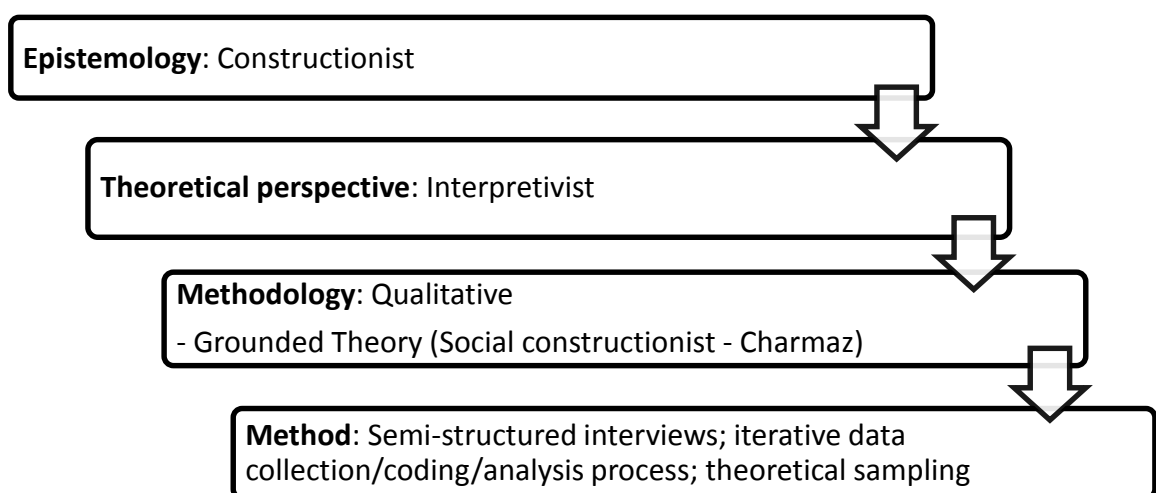 Epistemology: Constructionist
Theoretical perspective: Interpretivist
Methodology: Qualitative
- Grounded Theory (Social constructionist - Charmaz)
Method: Semi-structured interviews; iterative data
collection/coding/analysis process; theoretical sampling